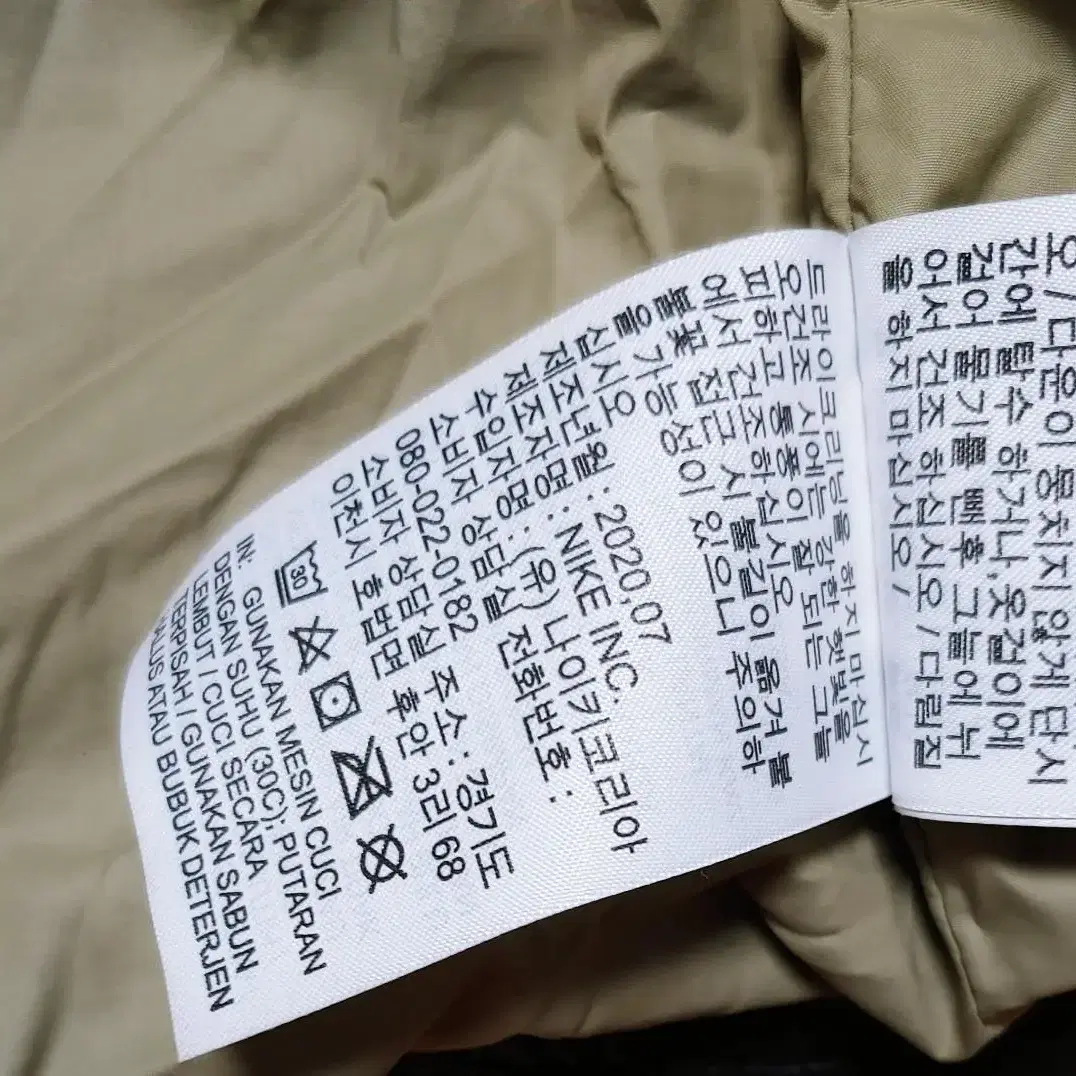 오 / 다운이 뭉치지 않게 단시
간에 탈수 하거나, 옷걸이에
걸어 물기를 뺀후 그늘에 뉘
어서 건조 하십시오 / 다림질
을 하지 마십시오 /
드라이크리닝을 하지 마십시
오 건조 시에는 강한 햇빛을
피하고 통풍이 잘 되는 그늘
에서 건조 하십시오
불꽃 접근 시 불길이 옮겨 붙
을 가능성이 있으니 주의하
십시오
제조년월 : 2020,07
제조자명 : NIKE INC.
수입자명 : (유)나이키코리아
소비자 상담실 전화번호 :
080-022-0182
소비자 상담실 주소 : 경기도
이천시 호법면 후안 3리 68
30
IN: GUNAKAN MESIN CUCI
DENGAN SUHU (30C); PUTARAN
LEMBUT / CUCI SECARA
TERPISAH / GUNAKAN SABUN
HALUS ATAU BUBUK DETERJEN